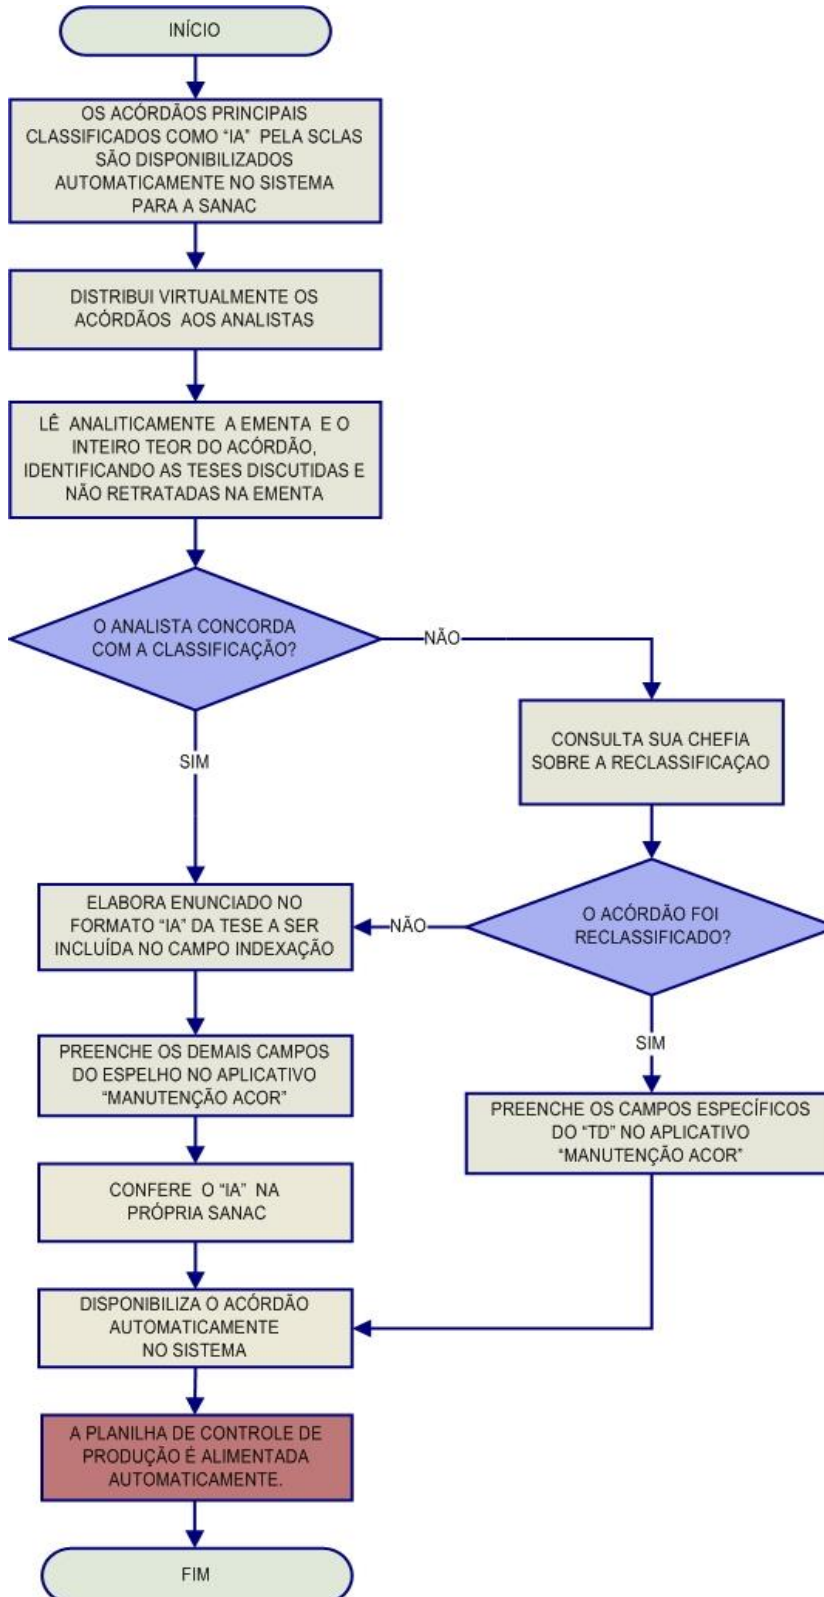 INÍCIO
OS ACÓRDÃOS PRINCIPAIS
CLASSIFICADOS COMO “IA” PELA SCLAS
SÃO DISPONIBILIZADOS
AUTOMATICAMENTE NO SISTEMA
PARA A SANAC
DISTRIBUI VIRTUALMENTE OS
ACÓRDÃOS AOS ANALISTAS
LÊ ANALITICAMENTE A EMENTA E O
INTEIRO TEOR DO ACÓRDÃO,
IDENTIFICANDO AS TESES DISCUTIDAS E
NÃO RETRATADAS NA EMENTA
O ANALISTA CONCORDA
COM A CLASSIFICAÇÃO?
NÃO
SIM
CONSULTA SUA CHEFIA
SOBRE A RECLASSIFICAÇAO
O ACÓRDÃO FOI
RECLASSIFICADO?
NÃO
SIM
ELABORA ENUNCIADO NO
FORMATO “IA” DA TESE A SER
INCLUÍDA NO CAMPO INDEXAÇÃO
PREENCHE OS DEMAIS CAMPOS
DO ESPELHO NO APLICATIVO
“MANUTENÇÃO ACOR”
PREENCHE OS CAMPOS ESPECÍFICOS
DO “TD” NO APLICATIVO
“MANUTENÇÃO ACOR”
CONFERE O “IA” NA
PRÓPRIA SANAC
DISPONIBILIZA O ACÓRDÃO
AUTOMATICAMENTE
NO SISTEMA
A PLANILHA DE CONTROLE DE
PRODUÇÃO É ALIMENTADA
AUTOMATICAMENTE.
FIM